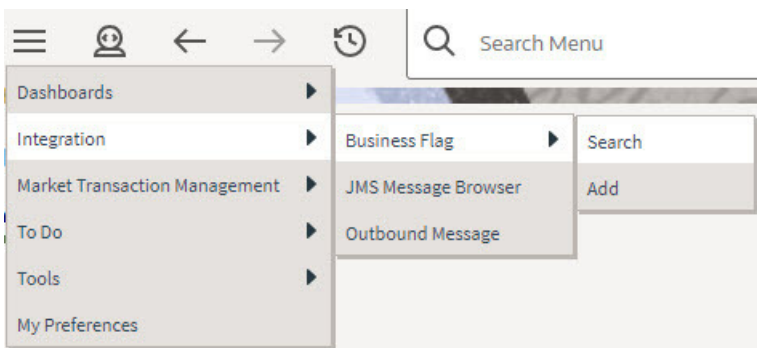 Search Menu
Dashboards
Integration
Business Flag
Search
Market Transaction Management
JMS Message Browser
Add
To Do
Outbound Message
Tools
My Preferences